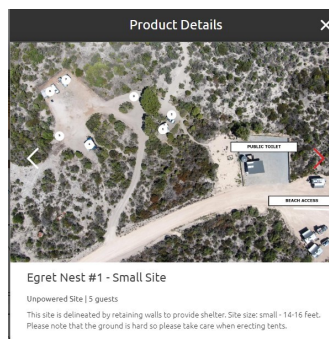 Product Details
PUBLIC TOILET
BEACH ACCESS
Egret Nest #1 - Small Site
Unpowered Site | 5 guests
This site is delineated by retaining walls to provide shelter. Site size: small - 14-16 feet.
Please note that the ground is hard so please take care when erecting tents.